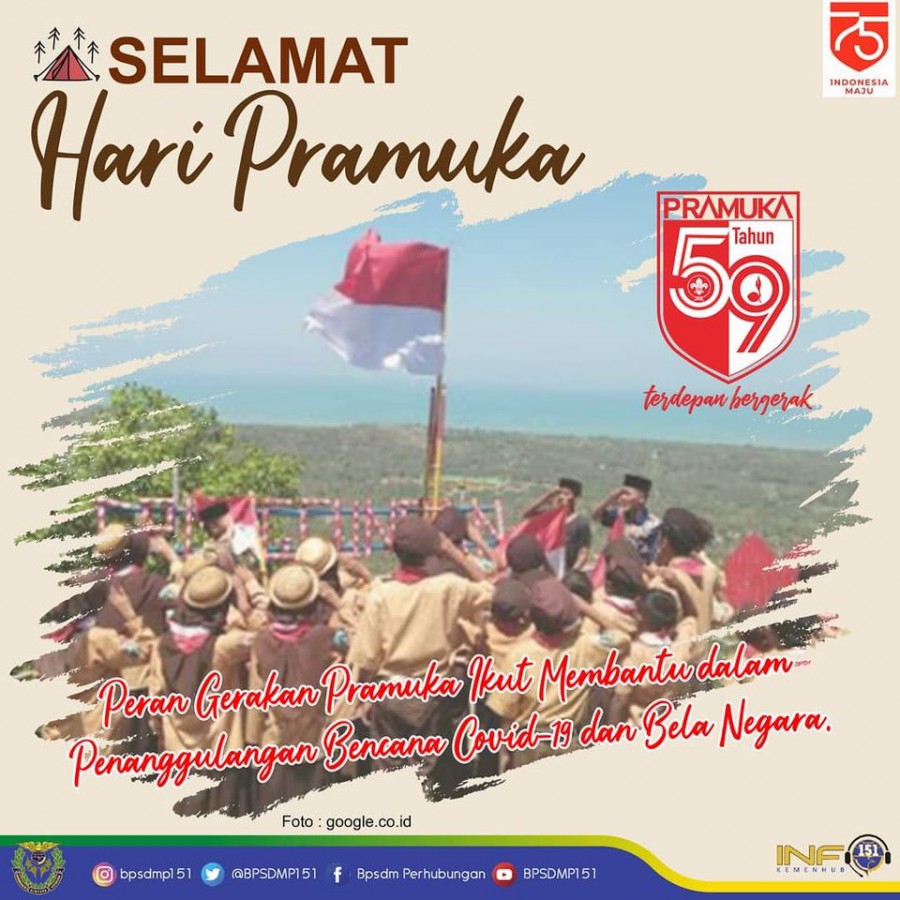 SELAMAT
Hari Pramuka
75
INDONESIA
MAJU
PRAMUKA
59 Tahun
terdepan bergerak
Peran Gerakan Pramuka Ikut Membantu dalam
Penanggulangan Bencana Covid-19 dan Bela Negara.
Foto : google.co.id
bpsdmp151 @BPSDMP151 Bpsdm Perhubungan BPSDMP151
INFO 151
KEMENHUB